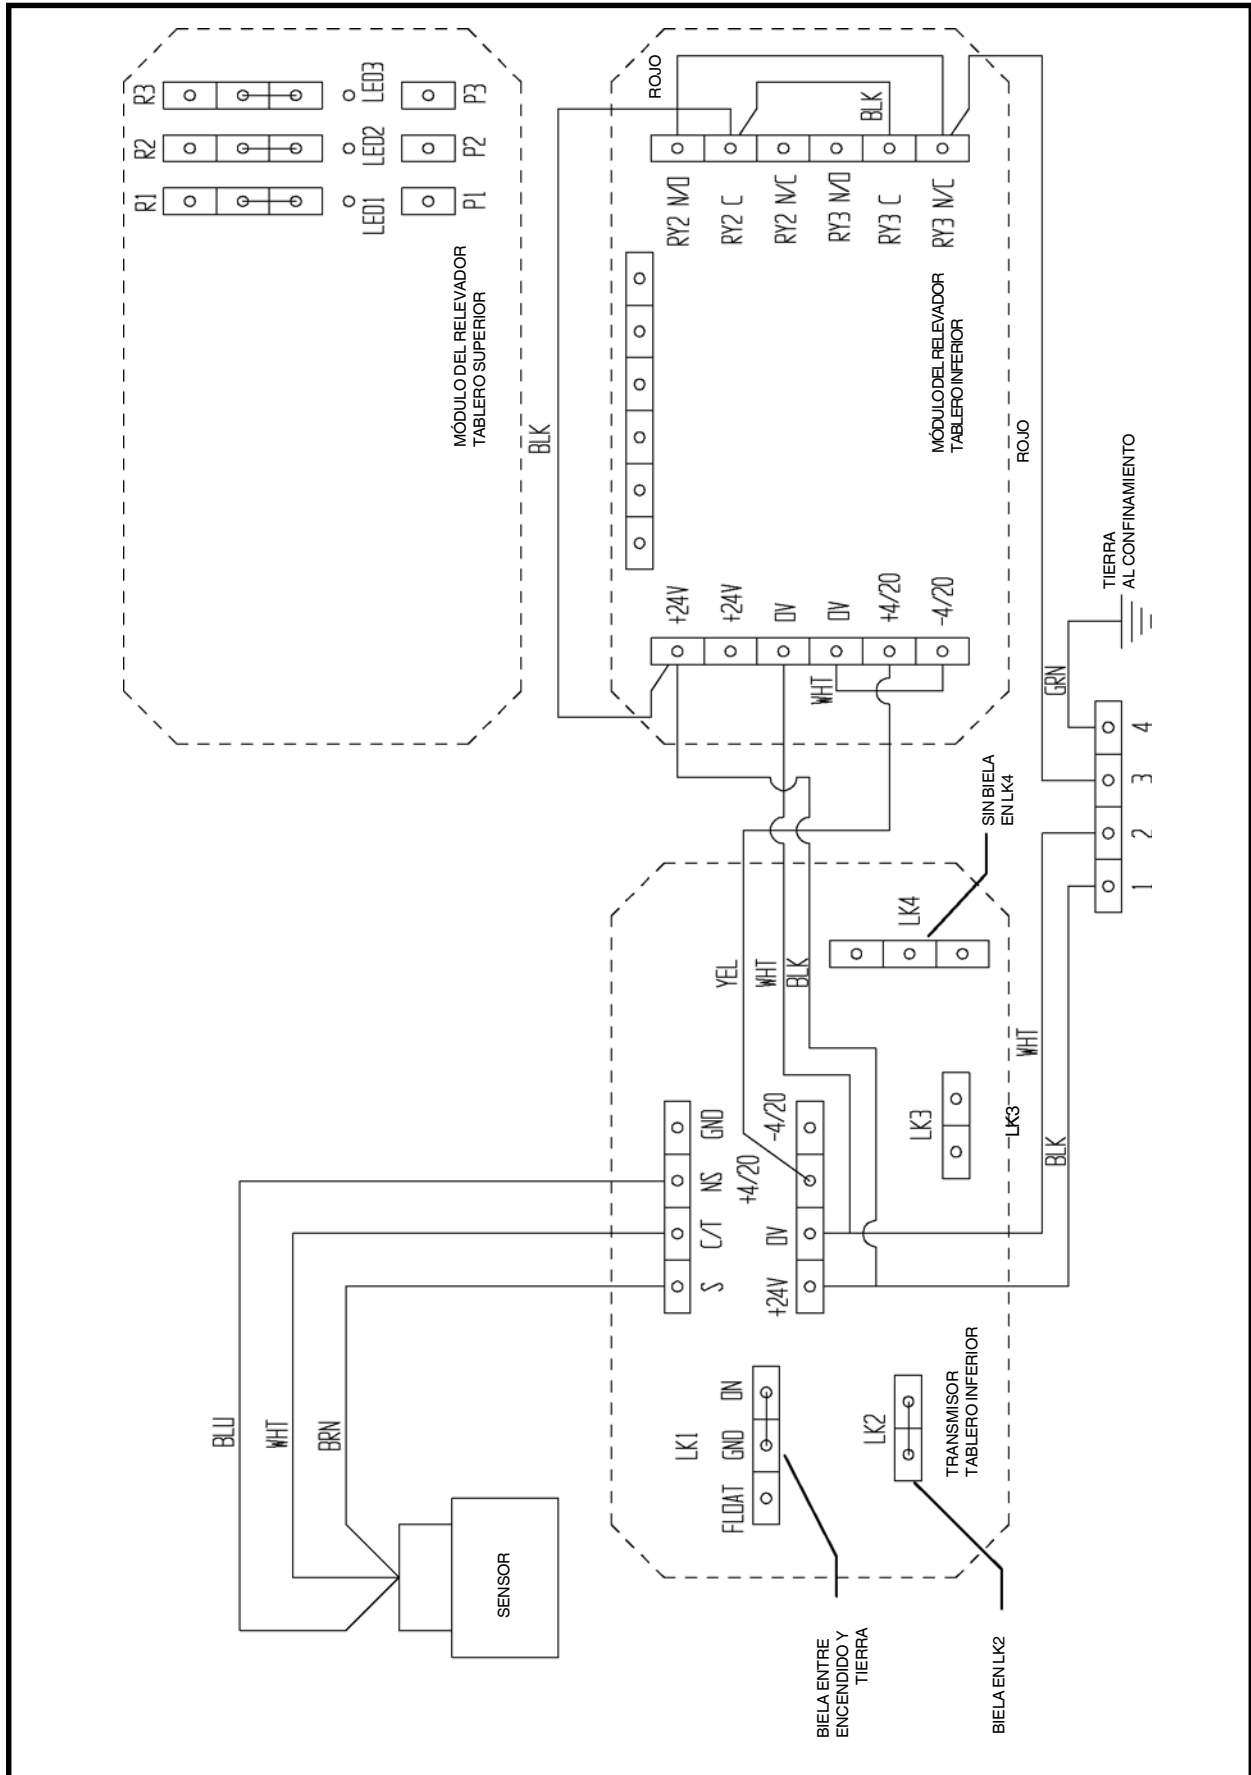 R3
R2
R1
LED3
LED2
LED1
P3
P2
P1
MÓDULO DEL RELEVADOR
TABLERO SUPERIOR
BLK
ROJO
BLK
RY2 N/O
RY2 C
RY2 N/C
RY3 N/O
RY3 C
RY3 N/C
MÓDULO DEL RELEVADOR
TABLERO INFERIOR
ROJO
+24V
+24V
0V
0V
+4/20
-4/20
WHT
GRN
TIERRA
AL CONFINAMIENTO
1
2
3
4
SIN BIELA
EN LK4
LK4
YEL
WHT
BLK
WHT
BLK
LK3
LK3
GND
NS
C/T
S
-4/20
+4/20
0V
+24V
BLU
WHT
BRN
SENSOR
LK1
FLOAT
GND
ON
LK2
TRANSMISOR
TABLERO INFERIOR
BIELA ENTRE
ENCENDIDO Y
TIERRA
BIELA EN LK2